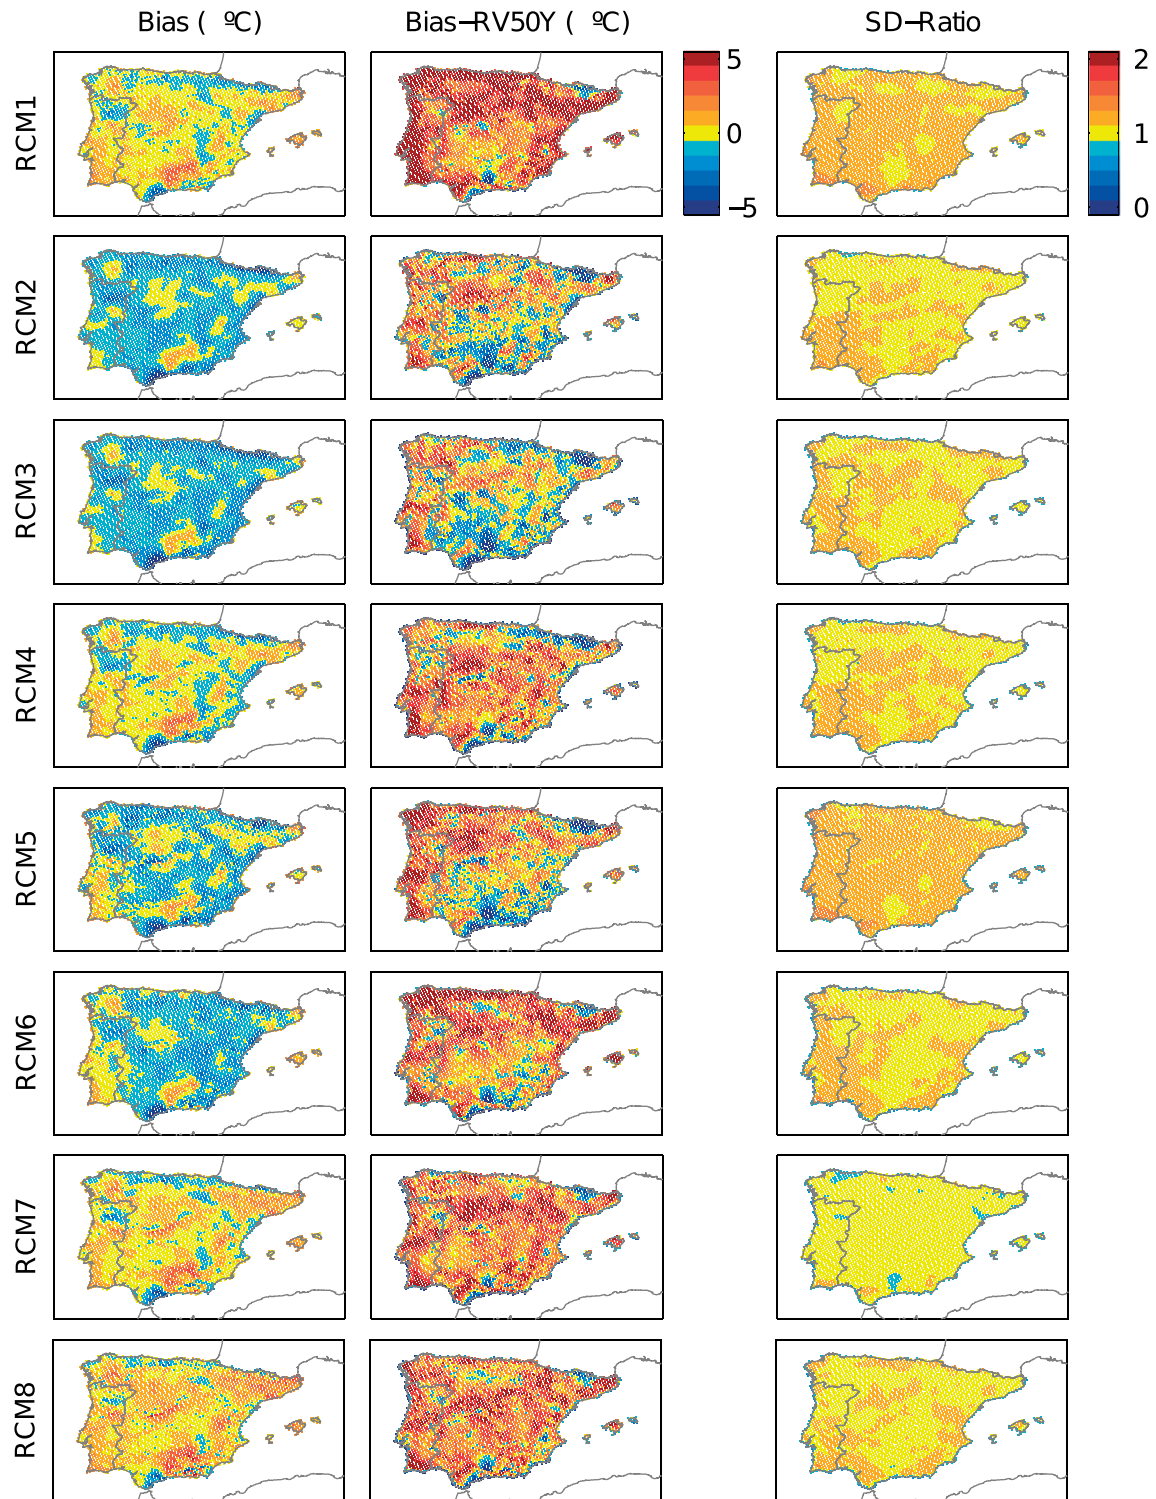 Bias ( ºC) Bias−RV50Y ( ºC) SD−Ratio
RCM1
5
0
−5
2
1
0
RCM2
RCM3
RCM4
RCM5
RCM6
RCM7
RCM8